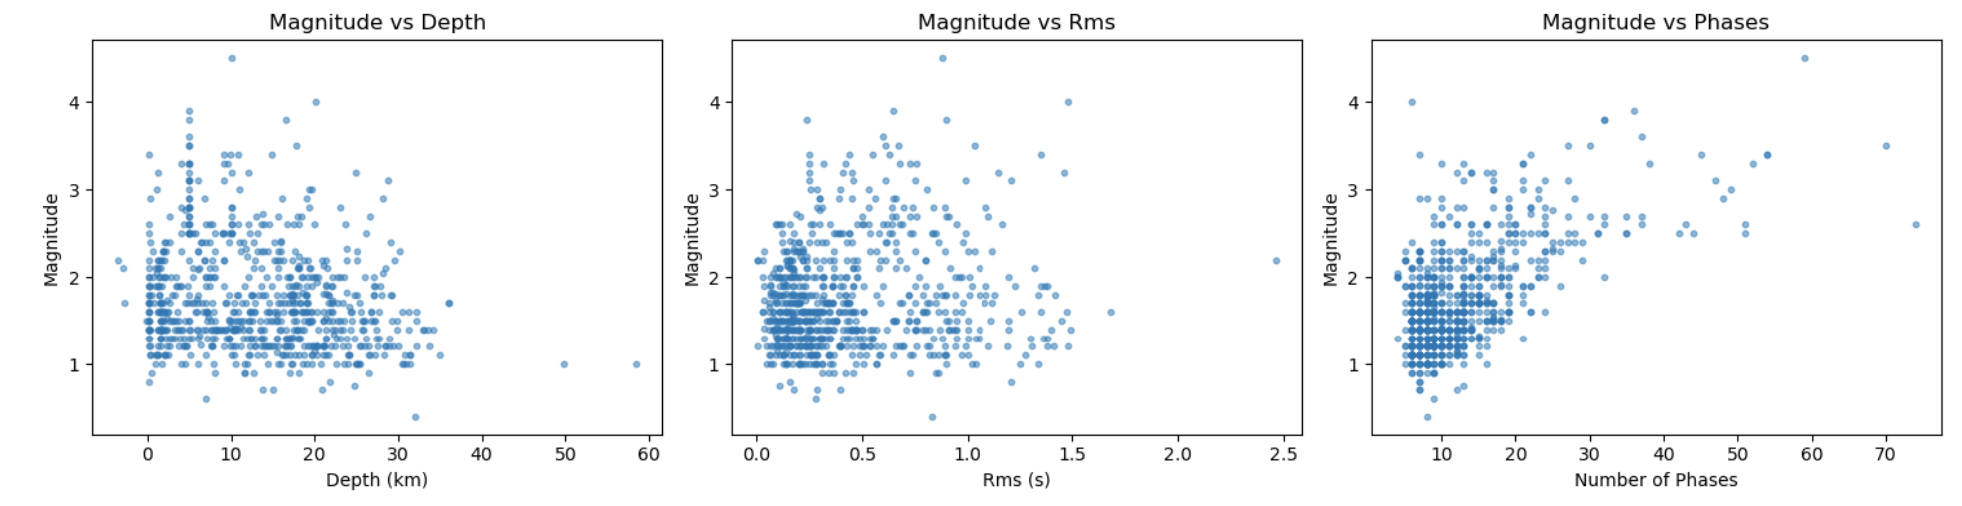 Magnitude vs Depth
Magnitude
4
3
2
1
0 10 20 30 40 50 60
Depth (km)
Magnitude vs Rms
Magnitude
4
3
2
1
0.0 0.5 1.0 1.5 2.0 2.5
Rms (s)
Magnitude vs Phases
Magnitude
4
3
2
1
10 20 30 40 50 60 70
Number of Phases